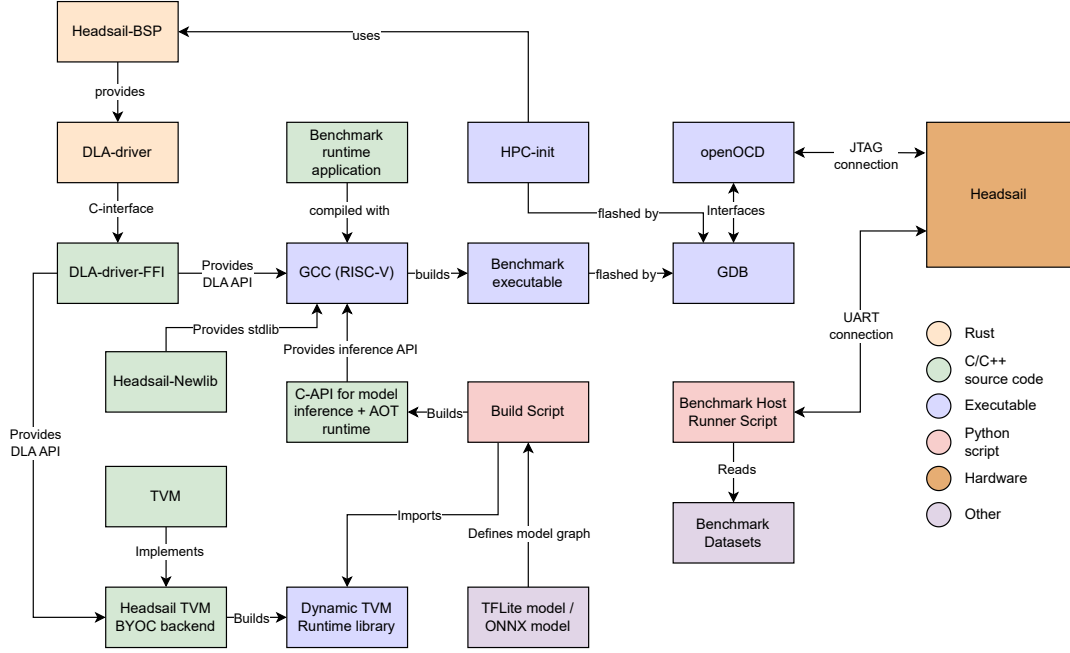 Headsail-BSP
uses
provides
DLA-driver
Benchmark
runtime
application
HPC-init
openOCD
JTAG
connection
Headsail
C-interface
compiled with
flashed by
Interfaces
DLA-driver-FFI
Provides
DLA API
GCC (RISC-V)
builds
Benchmark
executable
flashed by
GDB
Provides stdlib
UART
connection
Provides inference API
Headsail-Newlib
C-API for model
inference + AOT
runtime
Builds
Build Script
Benchmark Host
Runner Script
Provides
DLA API
Reads
TVM
Imports
Defines model graph
Benchmark
Datasets
Implements
Headsail TVM
BYOC backend
Builds
Dynamic TVM
Runtime library
TFLite model /
ONNX model
Rust
C/C++
source code
Executable
Python
script
Hardware
Other